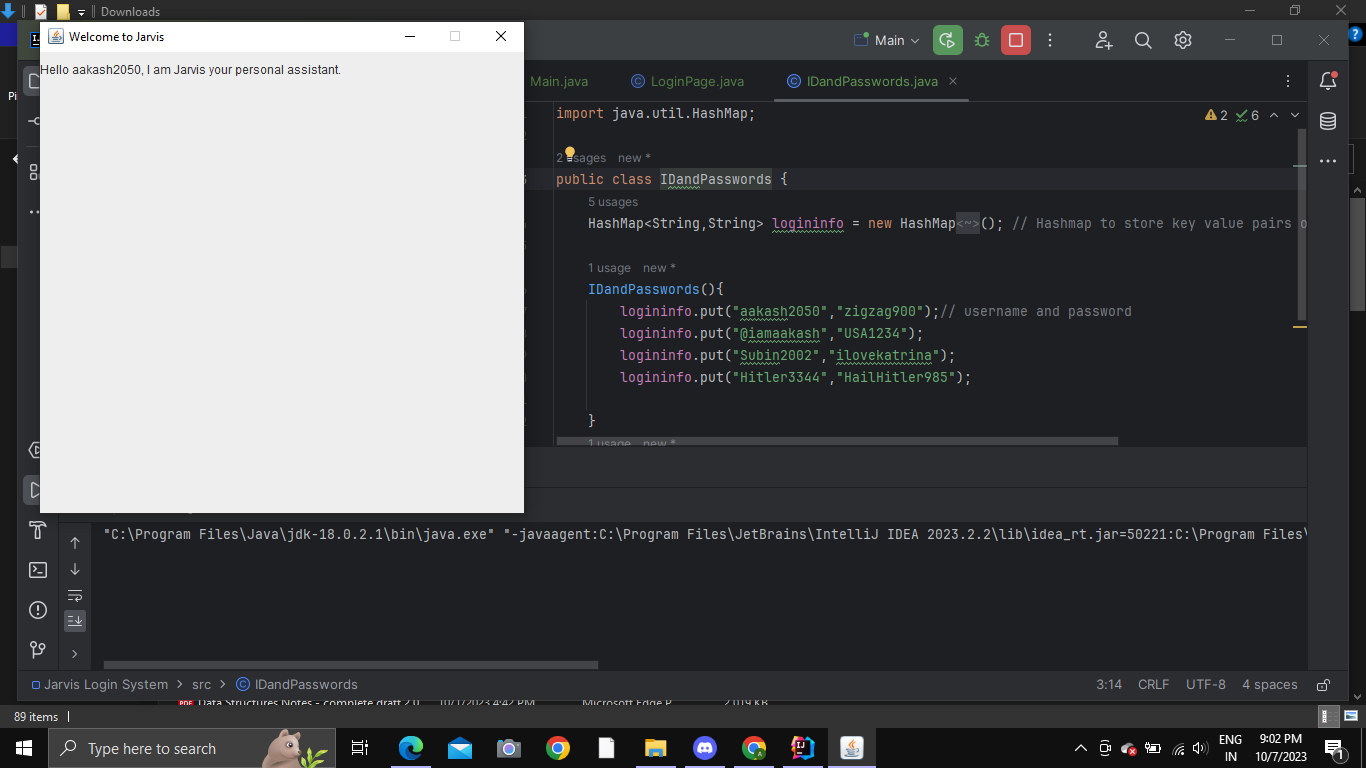 Downloads
Welcome to Jarvis
Hello aakash2050, I am Jarvis your personal assistant.
Main
Main.java
LoginPage.java
IDandPasswords.java
import java.util.HashMap;
2
6
2 usages new *
public class IDandPasswords {
5 usages
HashMap<String,String> logininfo = new HashMap<~>(); // Hashmap to store key value pairs o
1 usage new *
IDandPasswords(){
logininfo.put("aakash2050","zigzag900");// username and password
logininfo.put("@iamaakash","USA1234");
logininfo.put("Subin2002","ilovekatrina");
logininfo.put("Hitler3344","HailHitler985");
}
1 usage new *
"C:\Program Files\Java\jdk-18.0.2.1\bin\java.exe" "-javaagent:C:\Program Files\JetBrains\IntelliJ IDEA 2023.2.2\lib\idea_rt.jar=50221:C:\Program Files\
Jarvis Login System > src > IDandPasswords
3:14 CRLF UTF-8 4 spaces
Data Structures Notes - complete draft 2.0 10/1/2023 4:42 PM Microsoft Edge P... 2,019 KB
89 items
Type here to search
ENG
IN
9:02 PM
10/7/2023
1